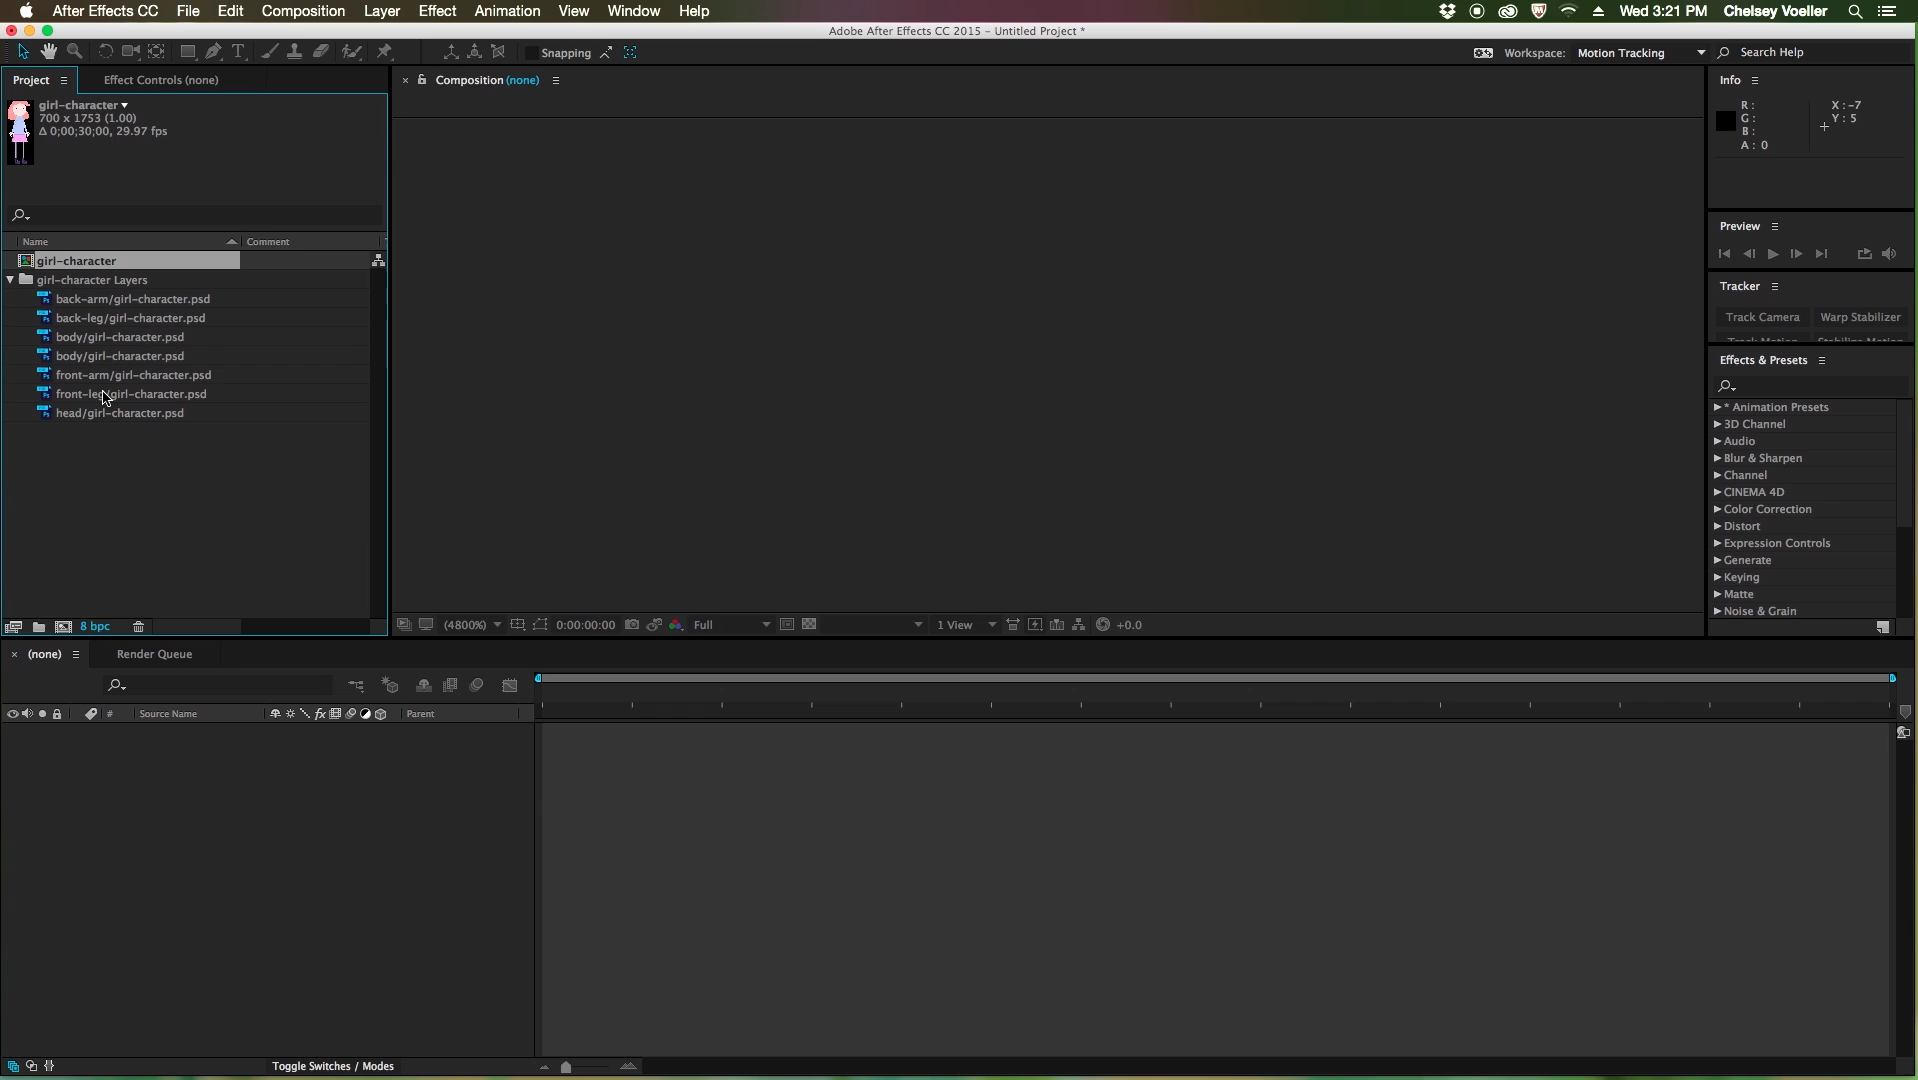 After Effects CC File Edit Composition Layer Effect Animation View Window Help Wed 3:21 PM Chelsey Voeller
Adobe After Effects CC 2015 - Untitled Project *
Snapping Workspace: Motion Tracking Search Help
Project Effect Controls (none) Composition (none) Info
girl-character
700 x 1753 (1.00)
Δ 0;00;30;00, 29.97 fps
R :
G :
B :
A : 0
X : -7
Y : 5
Preview
Name Comment
girl-character
girl-character Layers
back-arm/girl-character.psd
back-leg/girl-character.psd
body/girl-character.psd
body/girl-character.psd
front-arm/girl-character.psd
front-leg/girl-character.psd
head/girl-character.psd
Tracker
Track Camera Warp Stabilizer
Track Motion Stabilize Motion
Effects & Presets
* Animation Presets
3D Channel
Audio
Blur & Sharpen
Channel
CINEMA 4D
Color Correction
Distort
Expression Controls
Generate
Keying
Matte
Noise & Grain
8 bpc (4800%) 0:00:00:00 Full 1 View +0.0
(none) Render Queue
# Source Name Parent
Toggle Switches / Modes